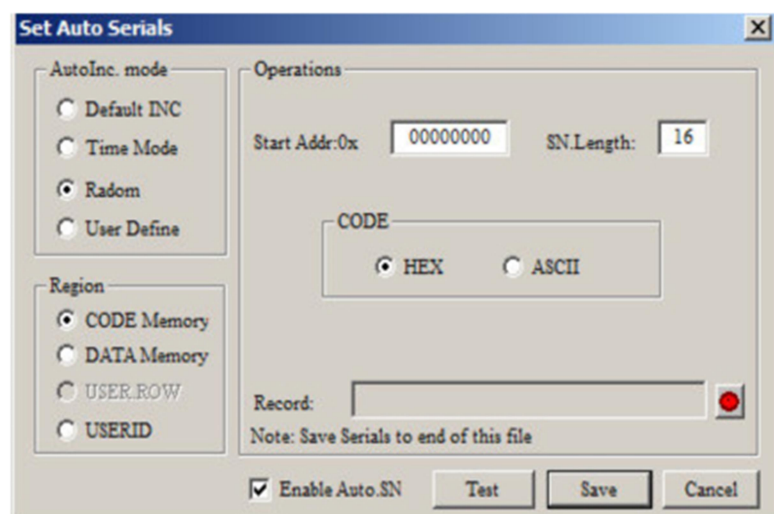 Set Auto Serials
AutoInc. mode
Default INC
Time Mode
Radom
User Define
Region
CODE Memory
DATA Memory
USER.ROW
USERID
Operations
Start Addr:0x 00000000 SN.Length: 16
CODE
HEX ASCII
Record:
Note: Save Serials to end of this file
Enable Auto.SN Test Save Cancel